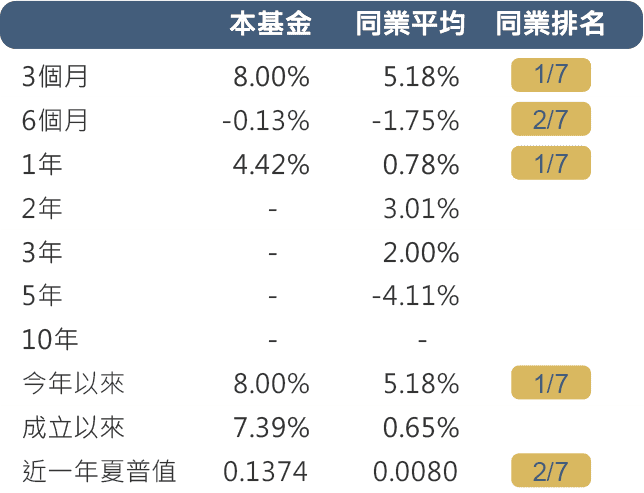 本基金 同業平均 同業排名
3個月 8.00% 5.18% 1/7
6個月 -0.13% -1.75% 2/7
1年 4.42% 0.78% 1/7
2年 - 3.01%
3年 - 2.00%
5年 - -4.11%
10年 - -
今年以來 8.00% 5.18% 1/7
成立以來 7.39% 0.65%
近一年夏普值 0.1374 0.0080 2/7